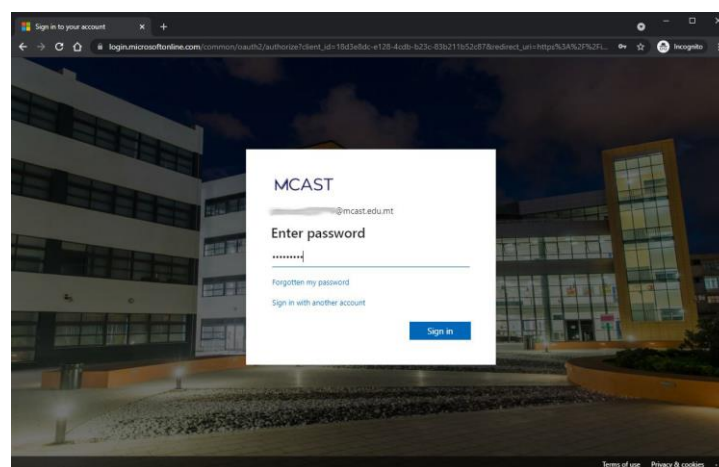 Sign in to your account
login.microsoftonline.com/common/oauth2/authorize?client_id=18d3e8dc-e128-4cdb-b23c-83b211b52c87&redirect_uri=https%3A%2F%2Fi...
Incognito
MCAST
@mcast.edu.mt
Enter password
Forgotten my password
Sign in with another account
Sign in
Terms of use Privacy & cookies